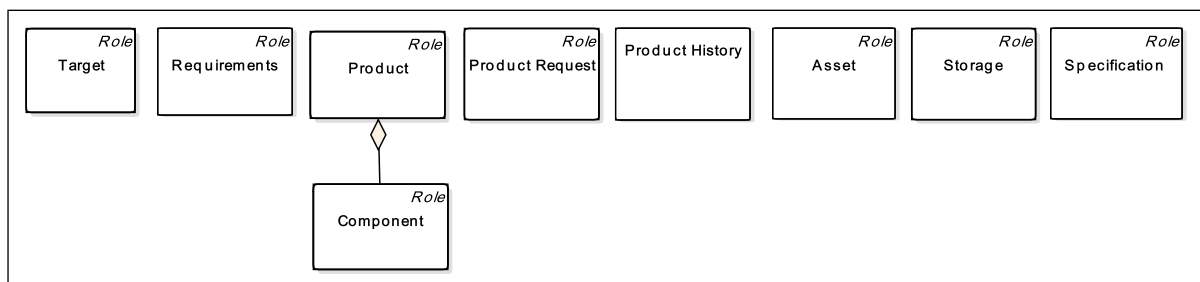 Role
Target
Role
Requirements
Role
Product
Role
Product Request
Product History
Role
Asset
Role
Storage
Role
Specification
Role
Component